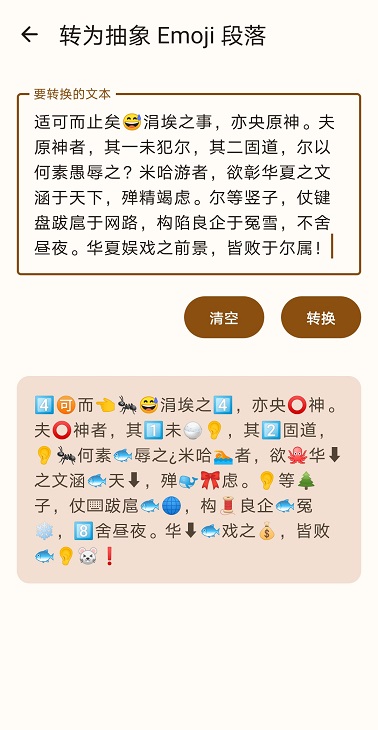 ← 转为抽象 Emoji 段落
要转换的文本
适可而止矣😅涓埃之事，亦央原神。夫
原神者，其一未犯尔，其二固道，尔以
何素愚辱之？米哈游者，欲彰华夏之文
涵于天下，殚精竭虑。尔等竖子，仗键
盘跋扈于网路，构陷良企于冤雪，不舍
昼夜。华夏娱戏之前景，皆败于尔属！
清空
转换
4️⃣🉑而👈🐜😅涓埃之4️⃣，亦央⭕神。
夫⭕神者，其1️⃣未⚾👂，其2️⃣固道，
👂🐜何素🐟辱之¿米哈🏊者，欲🐙华⬇
之文涵🐟天⬇，殚🐳🎀虑。👂等🌲
子，仗⌨跋扈🐟🌐，构🧵良企🐟冤
❄，8️⃣舍昼夜。华⬇🐟戏之💰，皆败
🐟👂🐭❗